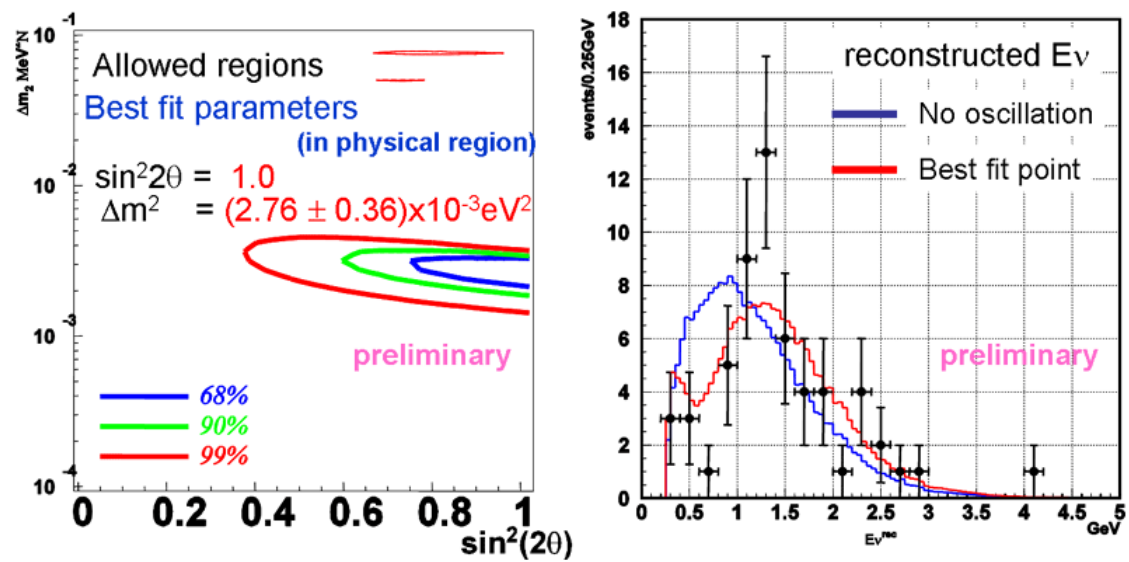 10⁻¹
Δm₂ MeV*N
Allowed regions
Best fit parameters
(in physical region)
10⁻²
sin²2θ = 1.0
Δm² = (2.76 ± 0.36)x10⁻³eV²
10⁻³
preliminary
68%
90%
99%
10⁻⁴
0 0.2 0.4 0.6 0.8 1
sin²(2θ)
events/0.25GeV
18
16
14
12
10
8
6
4
2
0
reconstructed Eν
No oscillation
Best fit point
preliminary
0 0.5 1 1.5 2 2.5 3 3.5 4 4.5 5
GeV
Eνʳᵉᶜ